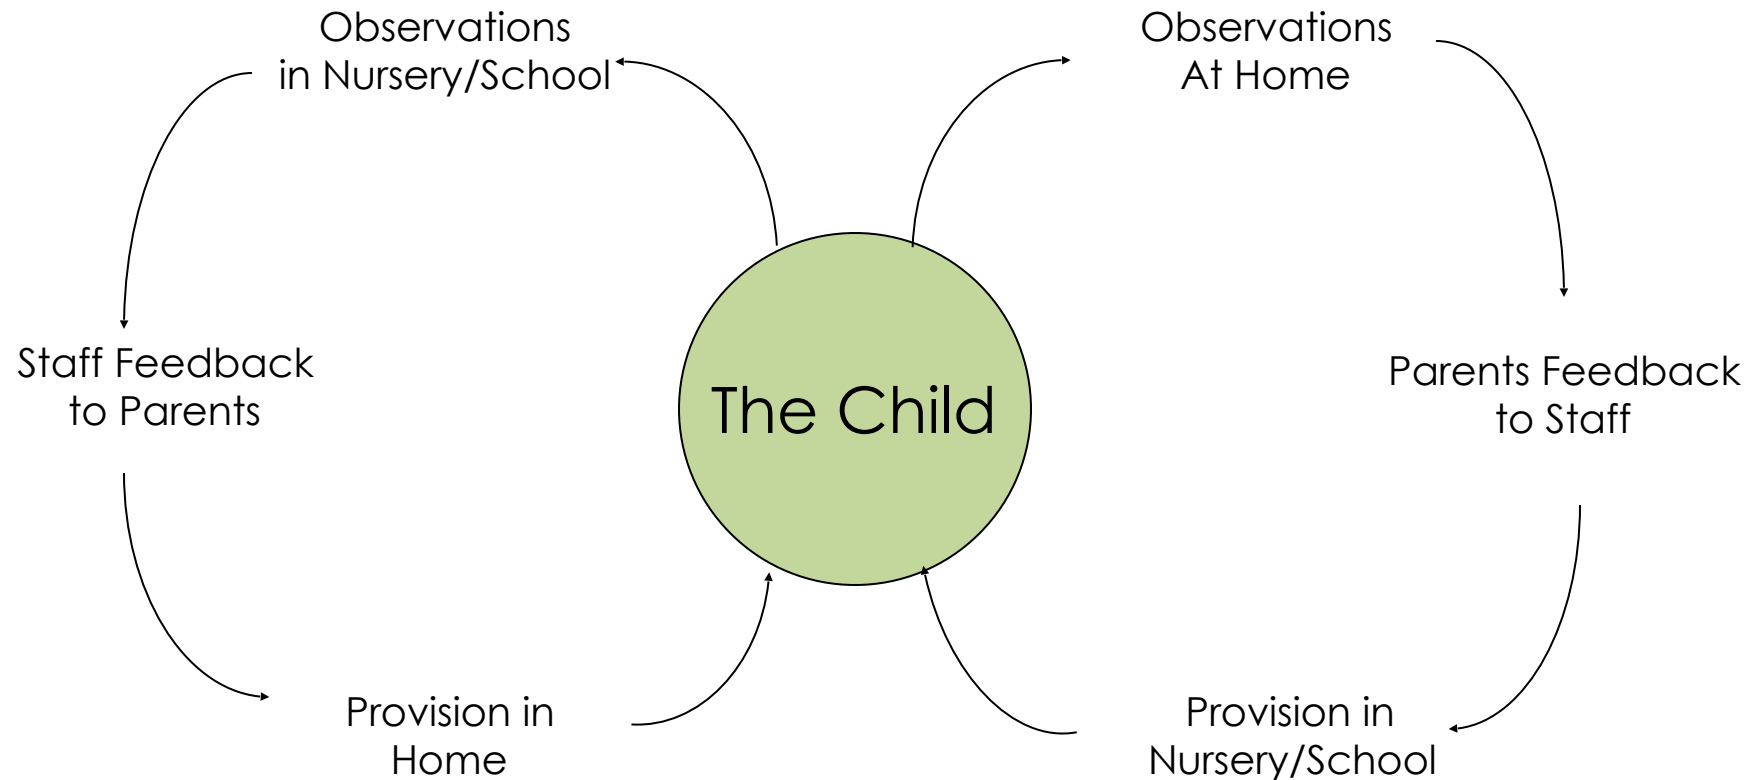 Observations
in Nursery/School
Observations
At Home
Staff Feedback
to Parents
The Child
Parents Feedback
to Staff
Provision in
Home
Provision in
Nursery/School